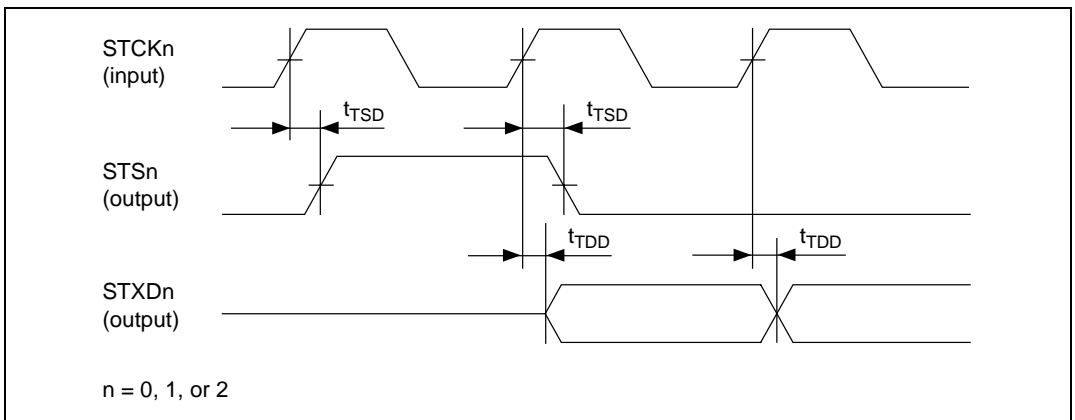 STCKn
(input)
tTSD
tTSD
STSn
(output)
tTDD
tTDD
STXDn
(output)
n = 0, 1, or 2